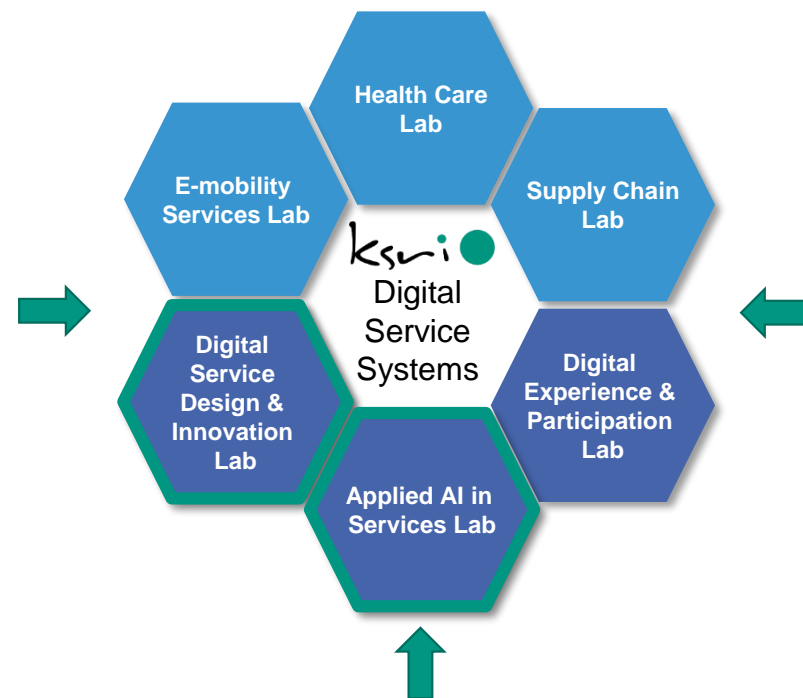 Health Care
Lab
E-mobility
Services Lab
Supply Chain
Lab
ksri
Digital
Service
Systems
Digital
Service
Design &
Innovation
Lab
Digital
Experience &
Participation
Lab
Applied AI in
Services Lab